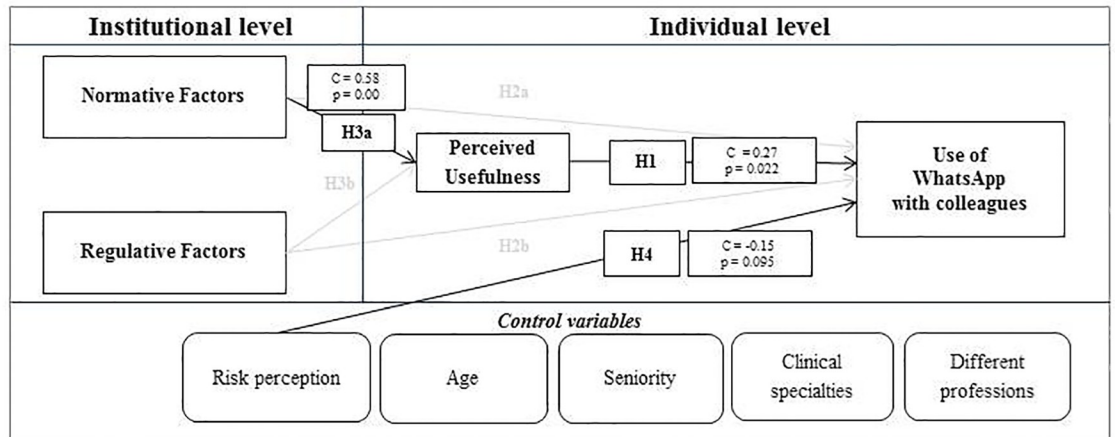 Institutional level
Individual level
Normative Factors
C = 0.58
p = 0.00
H2a
H3a
Perceived
Usefulness
H1
C = 0.27
p = 0.022
Use of
WhatsApp
with colleagues
H3b
Regulative Factors
H2b
H4
C = -0.15
p = 0.095
Control variables
Risk perception
Age
Seniority
Clinical
specialties
Different
professions